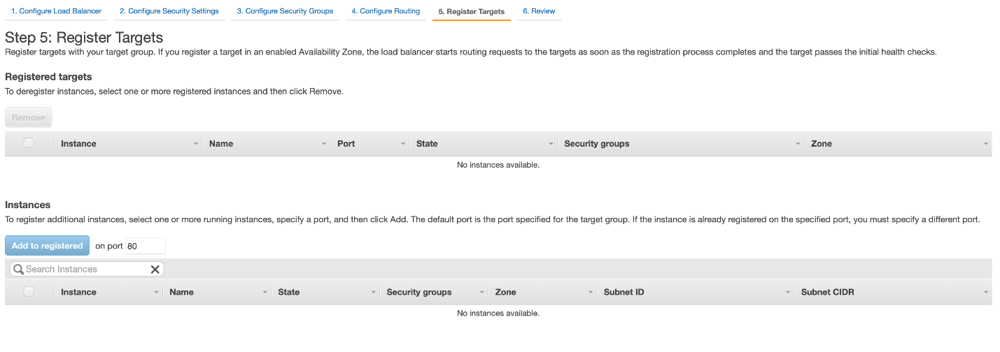 1. Configure Load Balancer 2. Configure Security Settings 3. Configure Security Groups 4. Configure Routing 5. Register Targets 6. Review
Step 5: Register Targets
Register targets with your target group. If you register a target in an enabled Availability Zone, the load balancer starts routing requests to the targets as soon as the registration process completes and the target passes the initial health checks.
Registered targets
To deregister instances, select one or more registered instances and then click Remove.
Remove
Instance Name Port State Security groups Zone
No instances available.
Instances
To register additional instances, select one or more running instances, specify a port, and then click Add. The default port is the port specified for the target group. If the instance is already registered on the specified port, you must specify a different port.
Add to registered on port 80
Search Instances
Instance Name State Security groups Zone Subnet ID Subnet CIDR
No instances available.